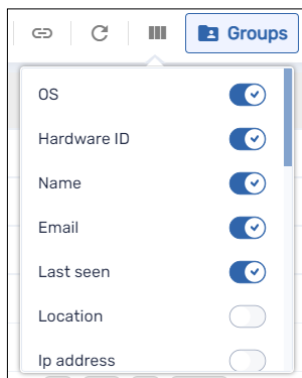 Groups
OS
Hardware ID
Name
Email
Last seen
Location
Ip address